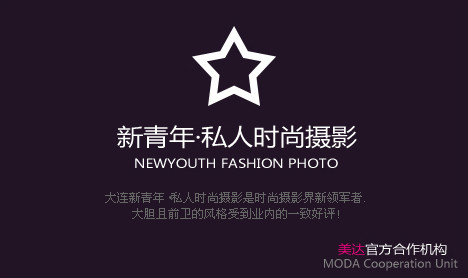 新青年·私人时尚摄影
NEWYOUTH FASHION PHOTO
大连新青年·私人时尚摄影是时尚摄影界新领军者.
大胆且前卫的风格受到业内的一致好评!
美达官方合作机构
MODA Cooperation Unit